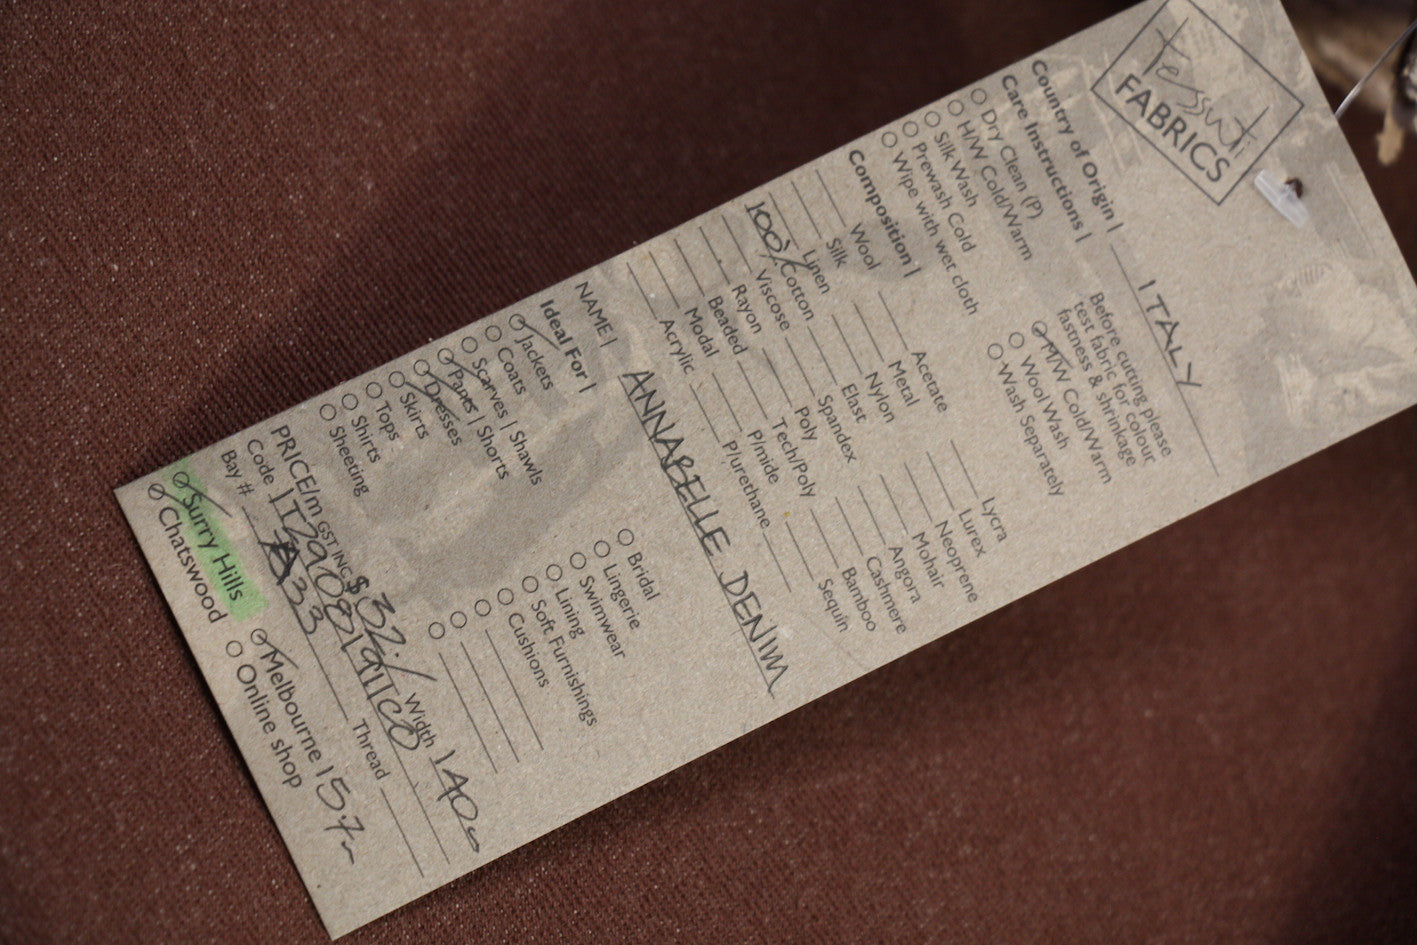 tessuti
FABRICS
Country of Origin | ITALY
Care Instructions | Before cutting please
test fabric for colour
fastness & shrinkage
Dry Clean (P) M/W Cold/Warm
H/W Cold/Warm Wool Wash
Silk Wash Wash Separately
Prewash Cold
Wipe with wet cloth
Composition |
Wool Acetate Lycra
Silk Metal Lurex
Linen Nylon Neoprene
100% Cotton Elast Mohair
Viscose Spandex Angora
Rayon Poly Cashmere
Beaded Tech/Poly Bamboo
Modal P/mide Sequin
Acrylic P/urethane
NAME | ANNABELLE DENIM
Ideal For |
Jackets Bridal
Coats Lingerie
Scarves | Shawls Swimwear
Pants | Shorts Lining
Dresses Soft Furnishings
Skirts Cushions
Tops
Shirts
Sheeting
PRICE/m GST INC $32./ Width 140cm
Code
Bay # A33 Thread
Surry Hills Melbourne 15.7m
Chatswood Online shop